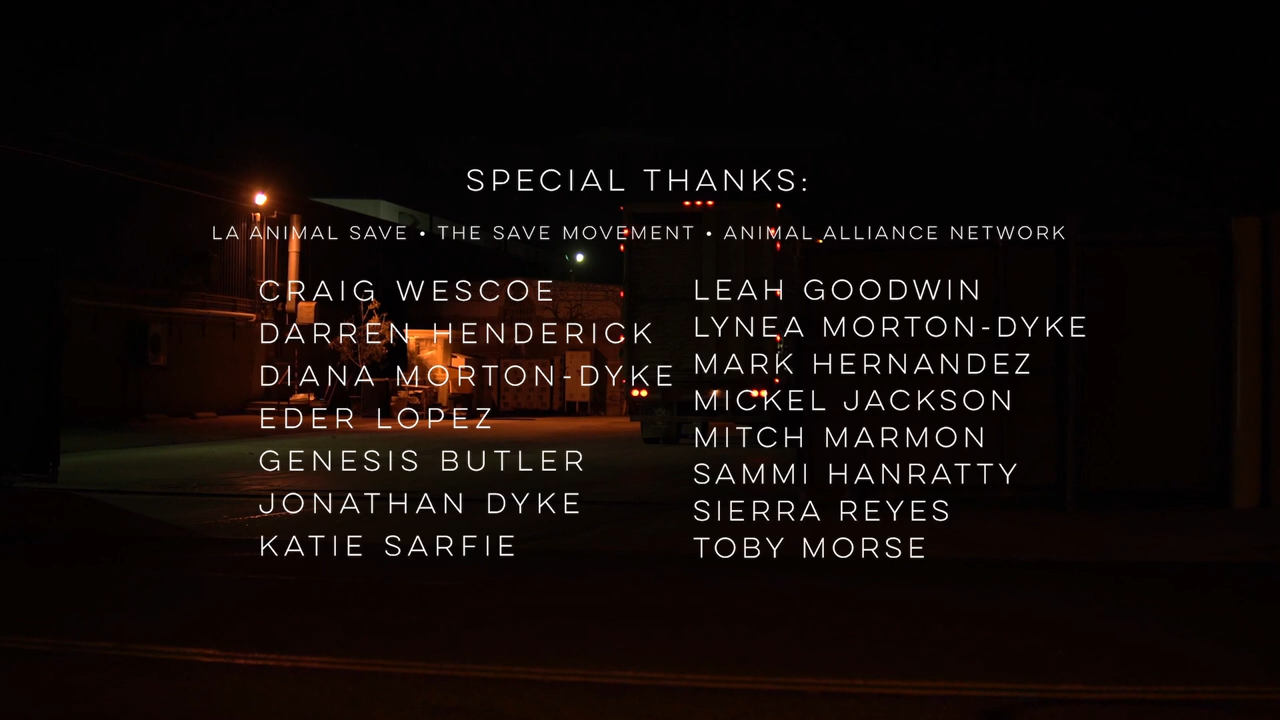 SPECIAL THANKS:
LA ANIMAL SAVE • THE SAVE MOVEMENT • ANIMAL ALLIANCE NETWORK
CRAIG WESCOE
DARREN HENDERICK
DIANA MORTON-DYKE
EDER LOPEZ
GENESIS BUTLER
JONATHAN DYKE
KATIE SARFIE
LEAH GOODWIN
LYNEA MORTON-DYKE
MARK HERNANDEZ
MICKEL JACKSON
MITCH MARMON
SAMMI HANRATTY
SIERRA REYES
TOBY MORSE